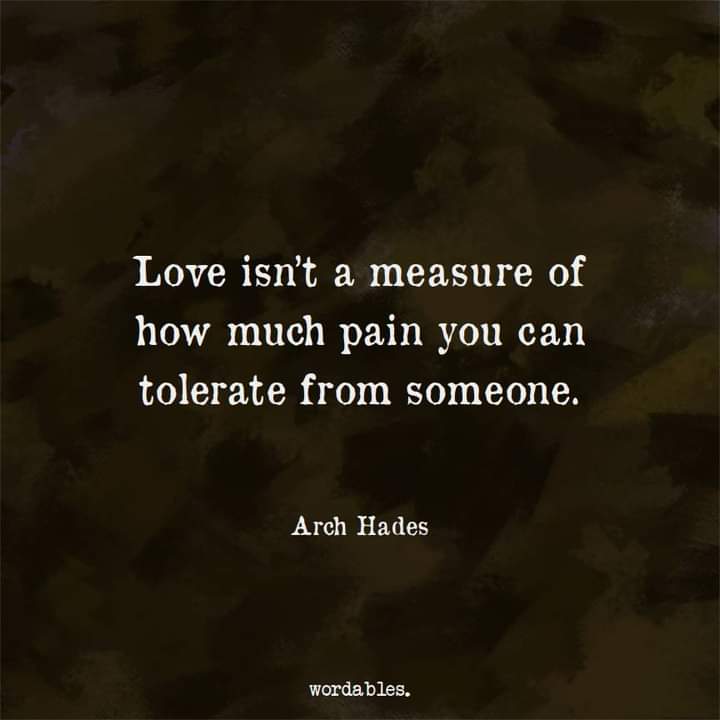 Love isn't a measure of
how much pain you can
tolerate from someone.
Arch Hades
wordables.